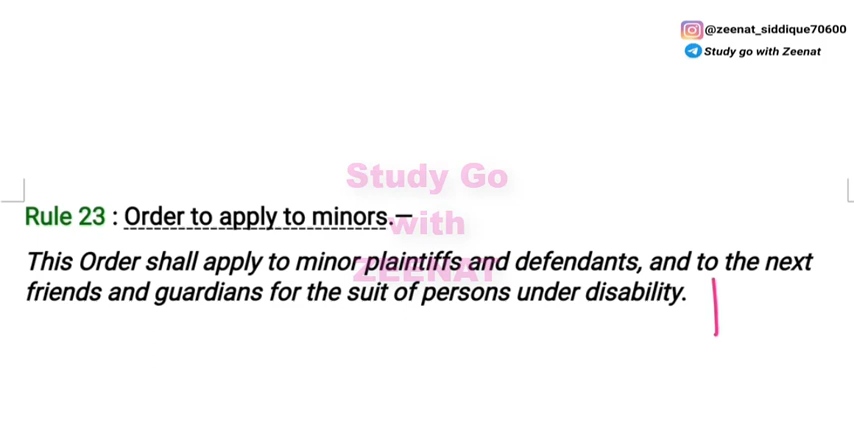 @zeenat_siddique70600
Study go with Zeenat
Study Go
with
ZEENAT
Rule 23 : Order to apply to minors.—
This Order shall apply to minor plaintiffs and defendants, and to the next
friends and guardians for the suit of persons under disability.